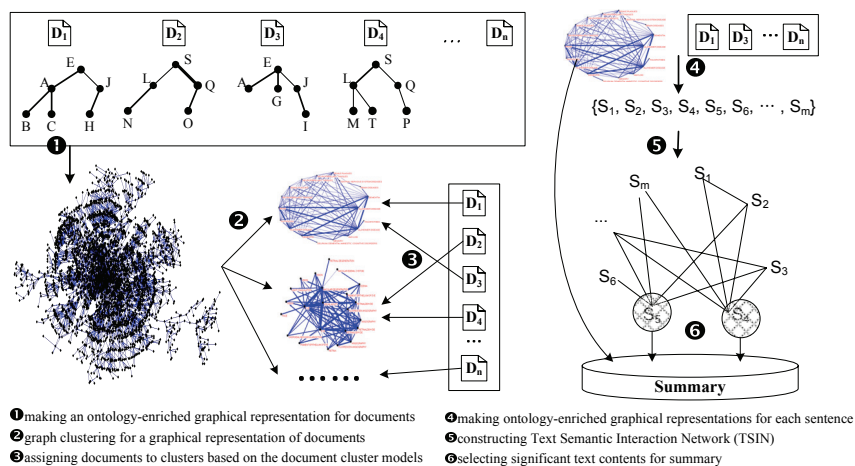 D1 D2 D3 D4 … Dn
E S E S
A J L Q A J L Q
G
B C H N O I M T P
❶
❷
❸
D1
D2
D3
D4
...
Dn
......
D1 D3 ... Dn
❹
{S1, S2, S3, S4, S5, S6, ... , Sm}
❺
Sm S1
S2
...
S3
S6
S5 S4
❻
Summary
❶making an ontology-enriched graphical representation for documents
❷graph clustering for a graphical representation of documents
❸assigning documents to clusters based on the document cluster models
❹making ontology-enriched graphical representations for each sentence
❺constructing Text Semantic Interaction Network (TSIN)
❻selecting significant text contents for summary